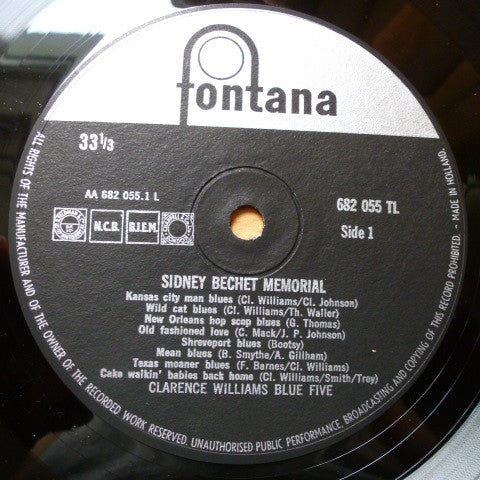 fontana
33⅓
AA 682 055.1 L
682 055 TL
N.C.B.
B.I.E.M.
Side 1
SIDNEY BECHET MEMORIAL
Kansas city man blues (Cl. Williams/Cl. Johnson)
Wild cat blues (Cl. Williams/Th. Waller)
New Orleans hop scop blues (G. Thomas)
Old fashioned love (C. Mack/J. P. Johnson)
Shreveport blues (Bootsy)
Mean blues (B. Smythe/A. Gillham)
Texas moaner blues (F. Barnes/Cl. Williams)
Cake walkin' babies back home (Cl. Williams/Smith/Troy)
CLARENCE WILLIAMS BLUE FIVE
ALL RIGHTS OF THE MANUFACTURER AND OF THE OWNER OF THE RECORDED WORK RESERVED. UNAUTHORISED PUBLIC PERFORMANCE, BROADCASTING AND COPYING OF THIS RECORD PROHIBITED. - MADE IN HOLLAND.